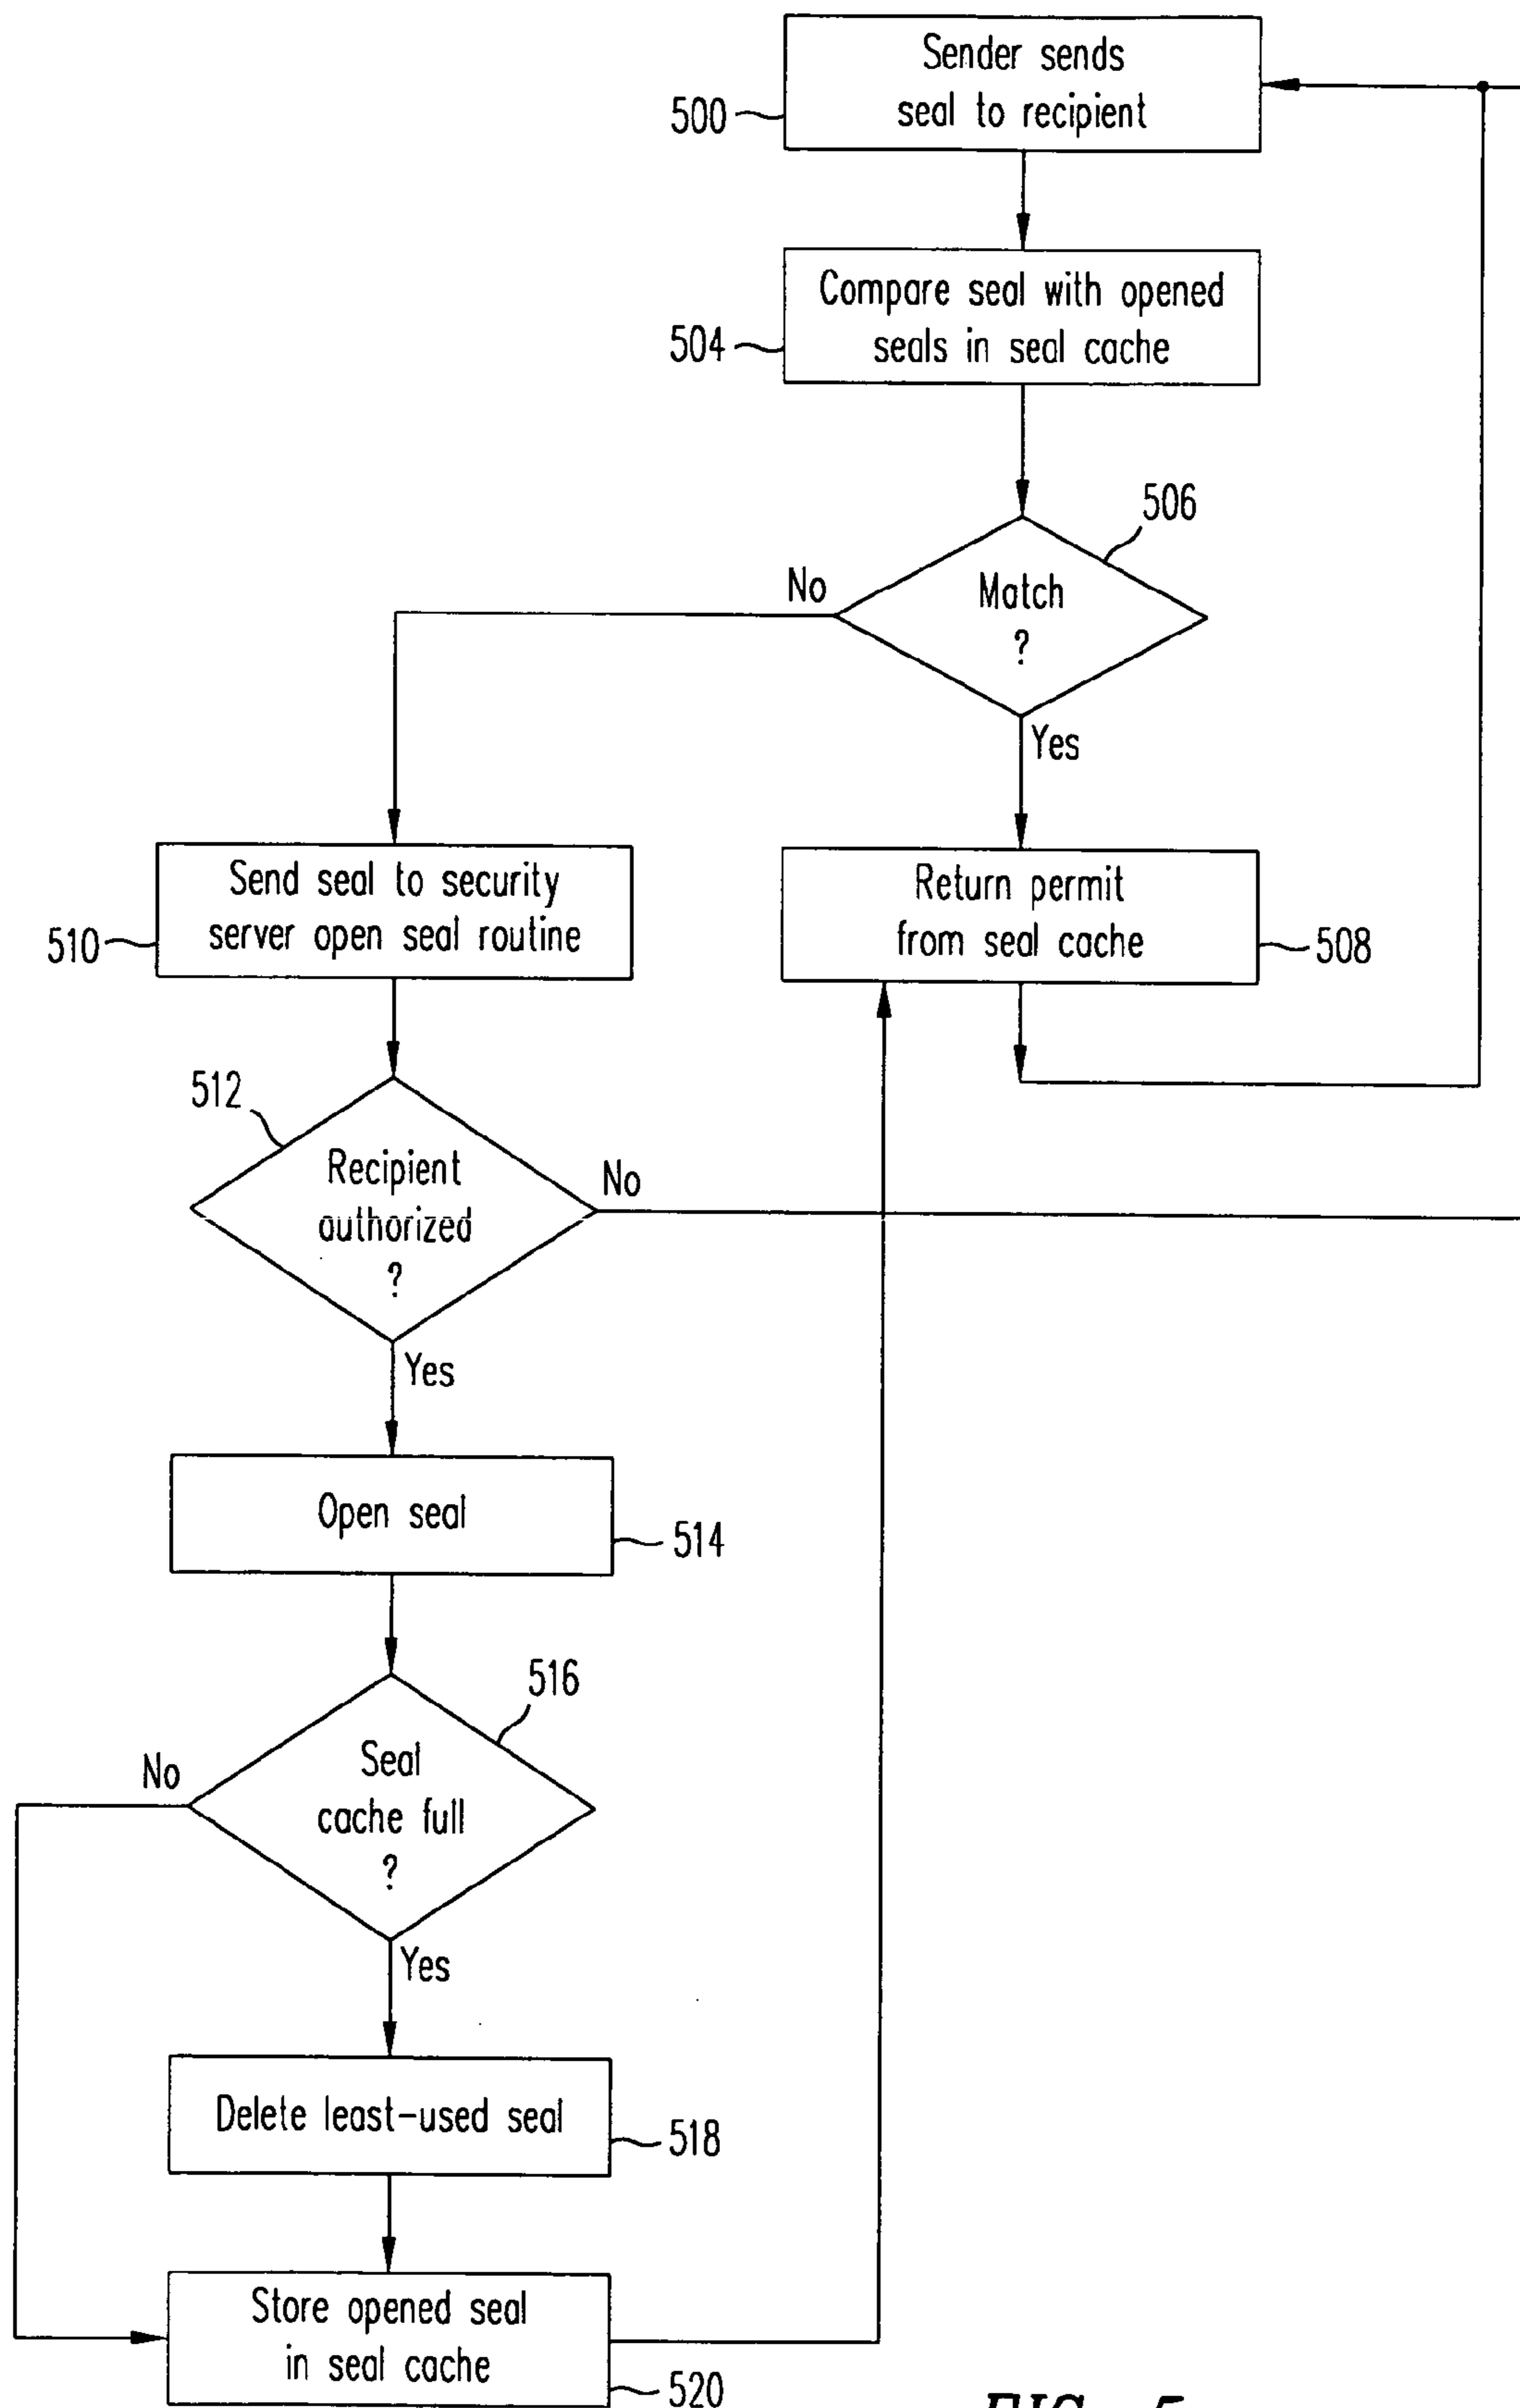 Sender sends
seal to recipient
500
Compare seal with opened
seals in seal cache
504
506
Match
?
No
Yes
Send seal to security
server open seal routine
510
Return permit
from seal cache
508
512
Recipient
authorized
?
No
Yes
Open seal
514
516
Seal
cache full
?
No
Yes
Delete least-used seal
518
Store opened seal
in seal cache
520
FIG. 5